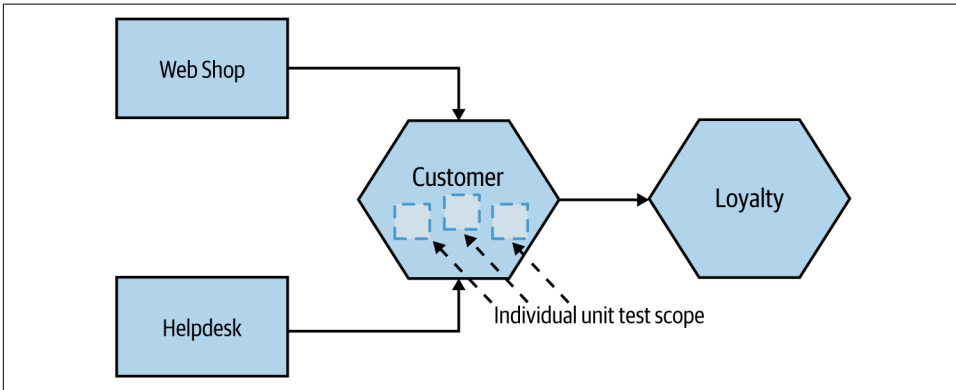 Web Shop
Customer
Loyalty
Helpdesk
Individual unit test scope